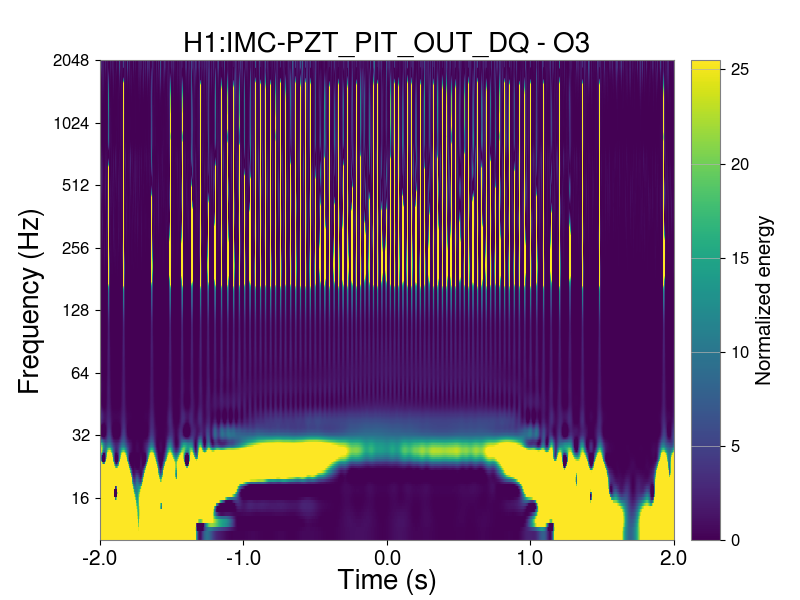 H1:IMC-PZT_PIT_OUT_DQ - O3
2048
1024
512
256
128
64
32
16
Frequency (Hz)
-2.0 -1.0 0.0 1.0 2.0
Time (s)
25
20
15
10
5
0
Normalized energy